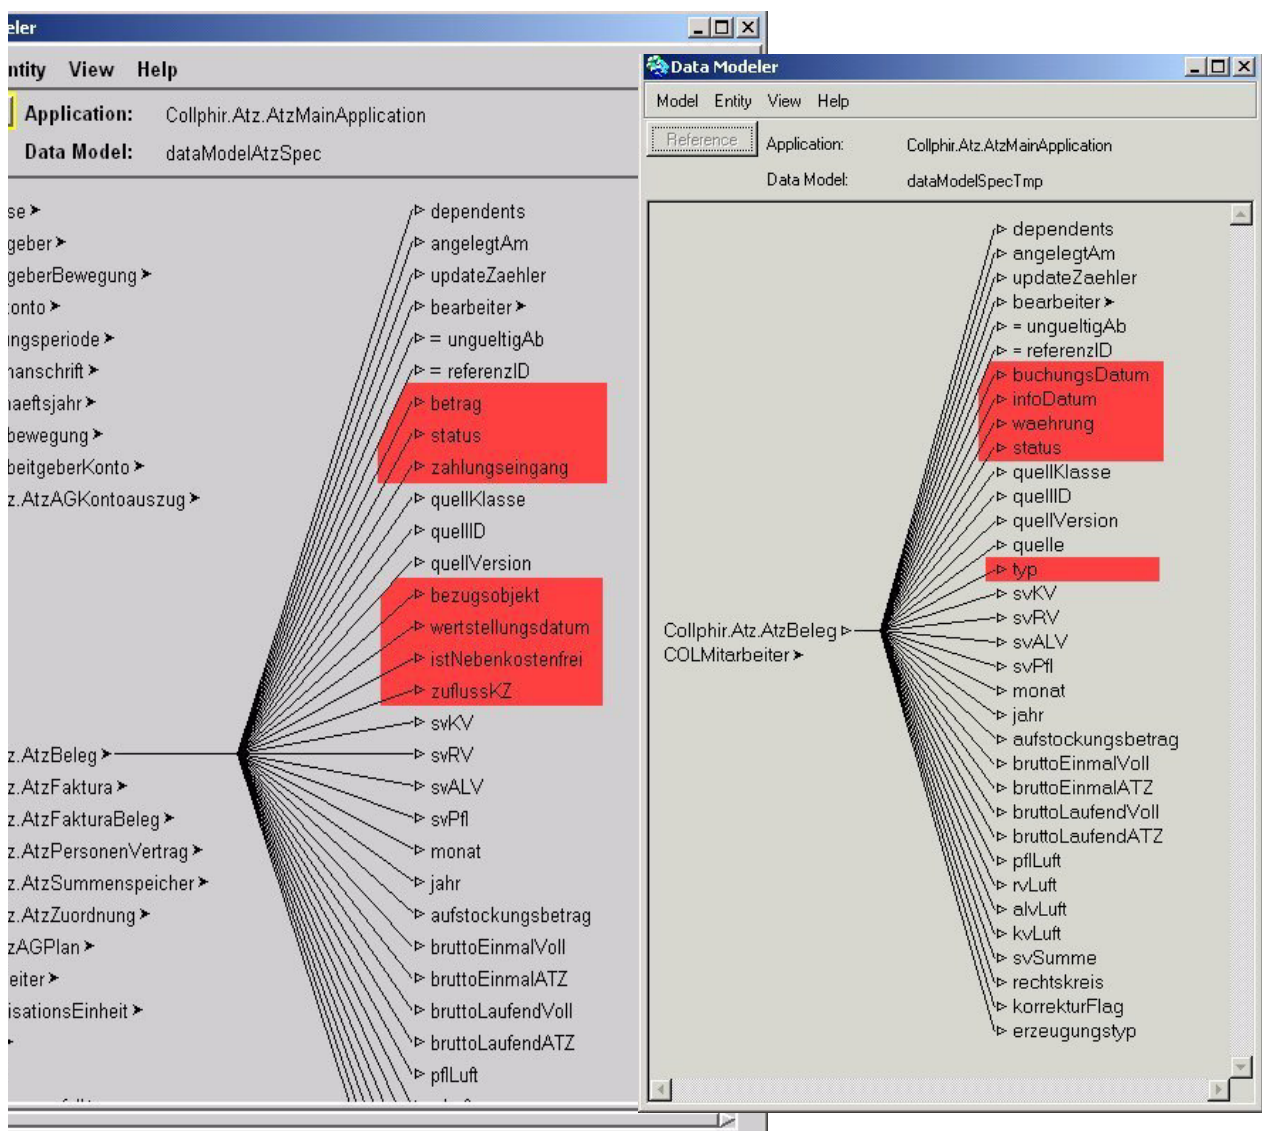 eler
ntity View Help
Application: Collphir.Atz.AtzMainApplication
Data Model: dataModelAtzSpec
se
geber
geberBewegung
onto
ngsperiode
nanschrift
aeftsjahr
bewegung
beitgeberKonto
z.AtzAGKontoauszug
z.AtzBeleg
z.AtzFaktura
z.AtzFakturaBeleg
z.AtzPersonenVertrag
z.AtzSummenspeicher
z.AtzZuordnung
zAGPlan
eiter
isationsEinheit
dependents
angelegtAm
updateZaehler
bearbeiter
= ungueltigAb
= referenzID
betrag
status
zahlungseingang
quellKlasse
quellID
quellVersion
bezugsobjekt
wertstellungsdatum
istNebenkostenfrei
zuflussKZ
svKV
svRV
svALV
svPfl
monat
jahr
aufstockungsbetrag
bruttoEinmalVoll
bruttoEinmalATZ
bruttoLaufendVoll
bruttoLaufendATZ
pflLuft
Data Modeler
Model Entity View Help
Reference Application: Collphir.Atz.AtzMainApplication
Data Model: dataModelSpecTmp
Collphir.Atz.AtzBeleg
COLMitarbeiter
dependents
angelegtAm
updateZaehler
bearbeiter
= ungueltigAb
= referenzID
buchungsDatum
infoDatum
waehrung
status
quellKlasse
quellID
quellVersion
quelle
typ
svKV
svRV
svALV
svPfl
monat
jahr
aufstockungsbetrag
bruttoEinmalVoll
bruttoEinmalATZ
bruttoLaufendVoll
bruttoLaufendATZ
pflLuft
rvLuft
alvLuft
kvLuft
svSumme
rechtskreis
korrekturFlag
erzeugungstyp